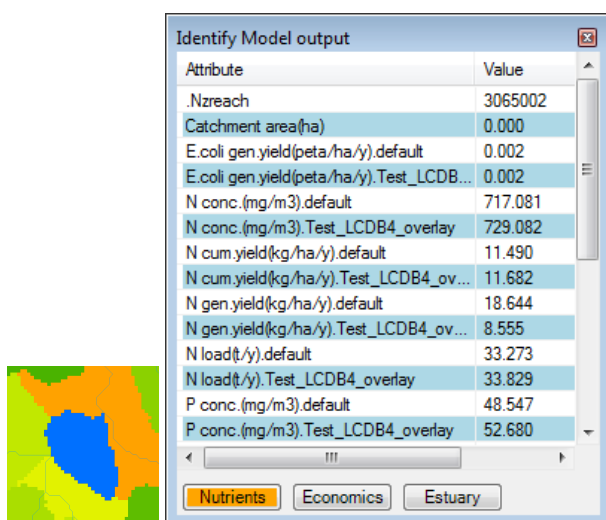 Identify Model output
Attribute Value
.Nzreach 3065002
Catchment area(ha) 0.000
E.coli gen.yield(peta/ha/y).default 0.002
E.coli gen.yield(peta/ha/y).Test_LCDB... 0.002
N conc.(mg/m3).default 717.081
N conc.(mg/m3).Test_LCDB4_overlay 729.082
N cum.yield(kg/ha/y).default 11.490
N cum.yield(kg/ha/y).Test_LCDB4_ov... 11.682
N gen.yield(kg/ha/y).default 18.644
N gen.yield(kg/ha/y).Test_LCDB4_ov... 8.555
N load(t/y).default 33.273
N load(t/y).Test_LCDB4_overlay 33.829
P conc.(mg/m3).default 48.547
P conc.(mg/m3).Test_LCDB4_overlay 52.680
Nutrients Economics Estuary